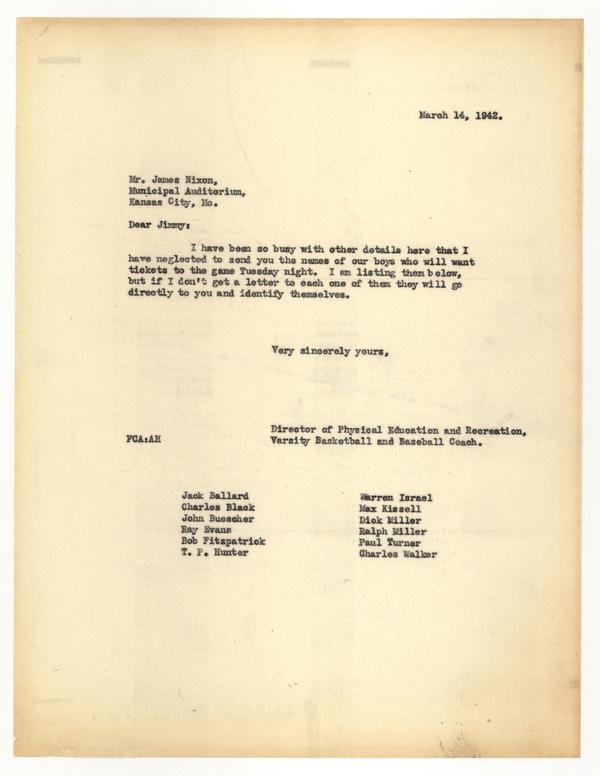 March 14, 1942.
Mr. James Nixon,
Municipal Auditorium,
Kansas City, Mo.
Dear Jimmy:
I have been so busy with other details here that I
have neglected to send you the names of our boys who will want
tickets to the game Tuesday night. I am listing them below,
but if I don't get a letter to each one of them they will go
directly to you and identify themselves.
Very sincerely yours,
Director of Physical Education and Recreation,
FCA:AH Varsity Basketball and Baseball Coach.
Jack Ballard Warren Israel
Charles Black Max Kissell
John Buescher Dick Miller
Ray Evans Ralph Miller
Bob Fitzpatrick Paul Turner
T. P. Hunter Charles Walker